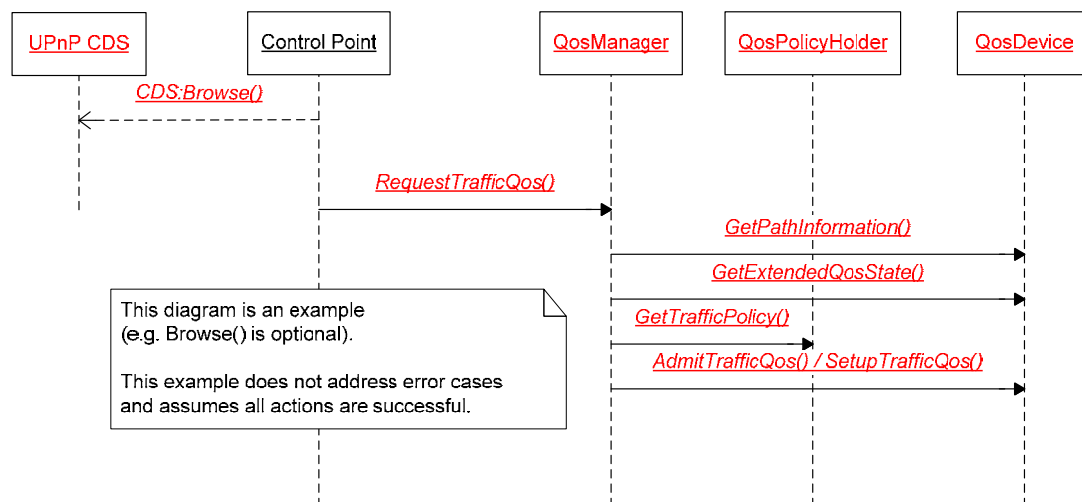 UPnP CDS
Control Point
QosManager
QosPolicyHolder
QosDevice
CDS:Browse()
RequestTrafficQos()
GetPathInformation()
GetExtendedQosState()
GetTrafficPolicy()
AdmitTrafficQos() / SetupTrafficQos()
This diagram is an example
(e.g. Browse() is optional).
This example does not address error cases
and assumes all actions are successful.